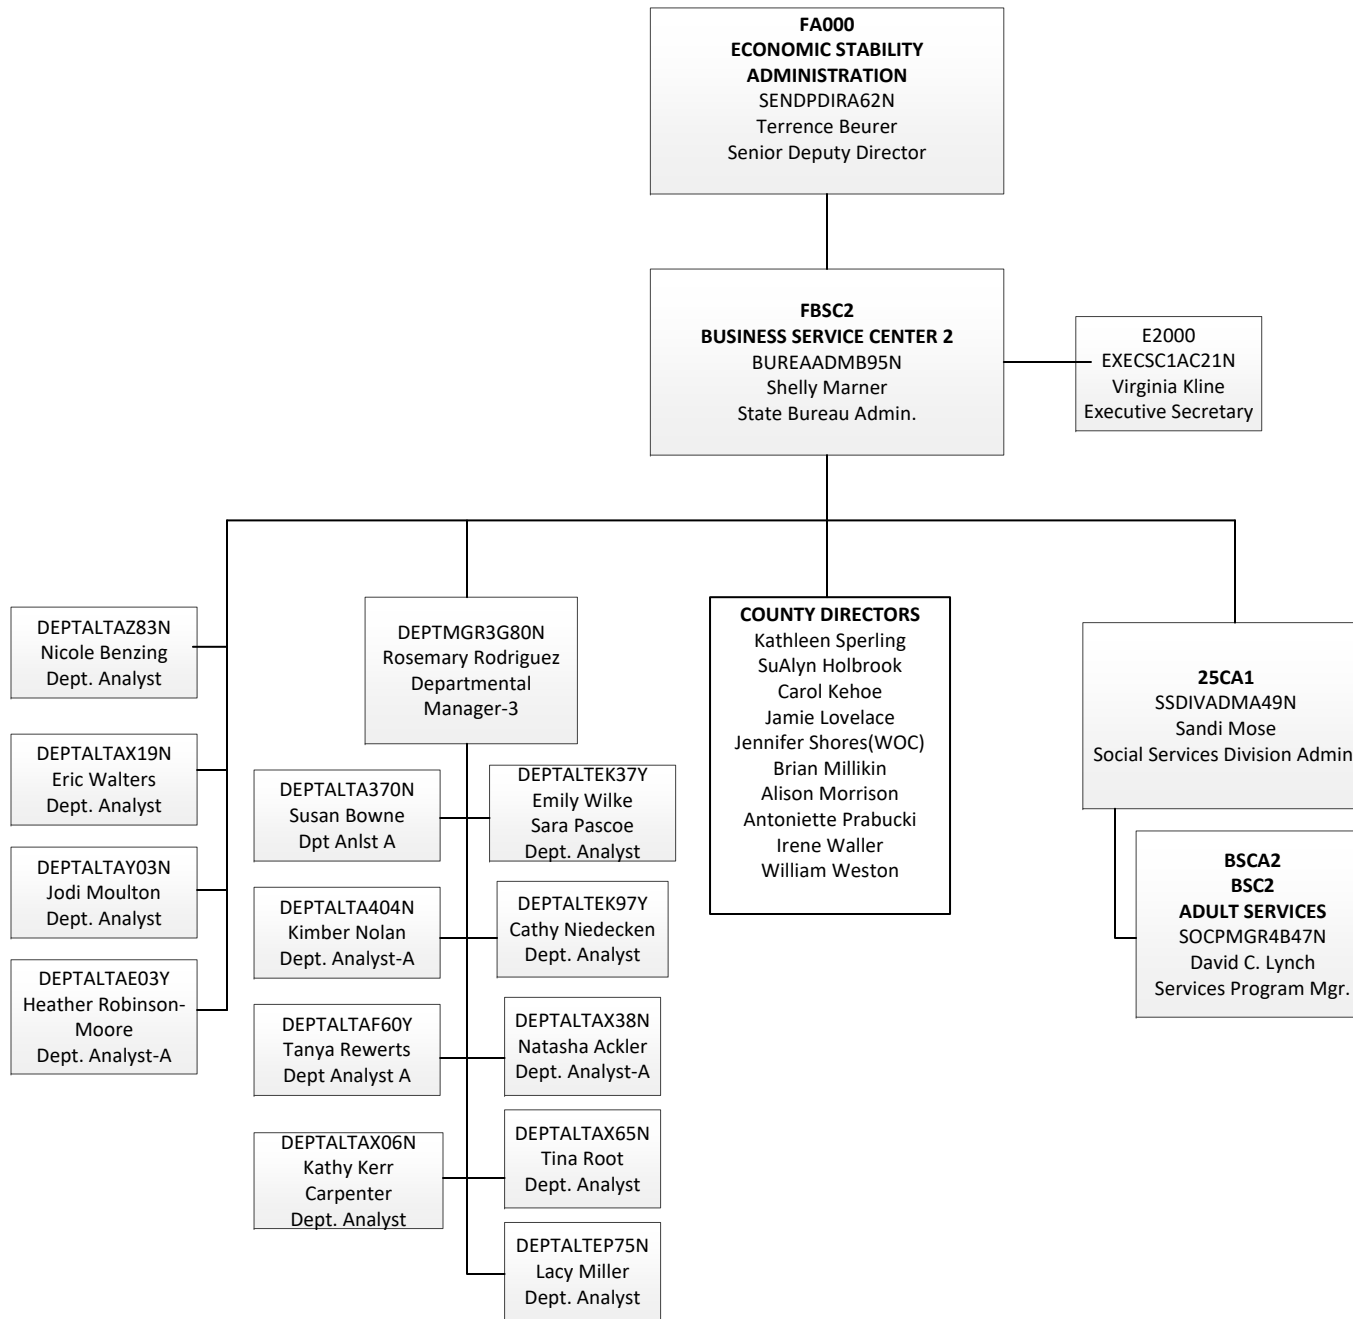 FA000
ECONOMIC STABILITY
ADMINISTRATION
SENDPDIRA62N
Terrence Beurer
Senior Deputy Director
FBSC2
BUSINESS SERVICE CENTER 2
BUREAADMB95N
Shelly Marner
State Bureau Admin.
E2000
EXECSC1AC21N
Virginia Kline
Executive Secretary
DEPTALTAZ83N
Nicole Benzing
Dept. Analyst
DEPTALTAX19N
Eric Walters
Dept. Analyst
DEPTALTAY03N
Jodi Moulton
Dept. Analyst
DEPTALTAE03Y
Heather Robinson-
Moore
Dept. Analyst-A
DEPTMGR3G80N
Rosemary Rodriguez
Departmental
Manager-3
DEPTALTA370N
Susan Bowne
Dpt Anlst A
DEPTALTEK37Y
Emily Wilke
Sara Pascoe
Dept. Analyst
DEPTALTA404N
Kimber Nolan
Dept. Analyst-A
DEPTALTEK97Y
Cathy Niedecken
Dept. Analyst
DEPTALTAF60Y
Tanya Rewerts
Dept Analyst A
DEPTALTAX38N
Natasha Ackler
Dept. Analyst-A
DEPTALTAX06N
Kathy Kerr
Carpenter
Dept. Analyst
DEPTALTAX65N
Tina Root
Dept. Analyst
DEPTALTEP75N
Lacy Miller
Dept. Analyst
COUNTY DIRECTORS
Kathleen Sperling
SuAlyn Holbrook
Carol Kehoe
Jamie Lovelace
Jennifer Shores(WOC)
Brian Millikin
Alison Morrison
Antoniette Prabucki
Irene Waller
William Weston
25CA1
SSDIVADMA49N
Sandi Mose
Social Services Division Admin
BSCA2
BSC2
ADULT SERVICES
SOCPMGR4B47N
David C. Lynch
Services Program Mgr.